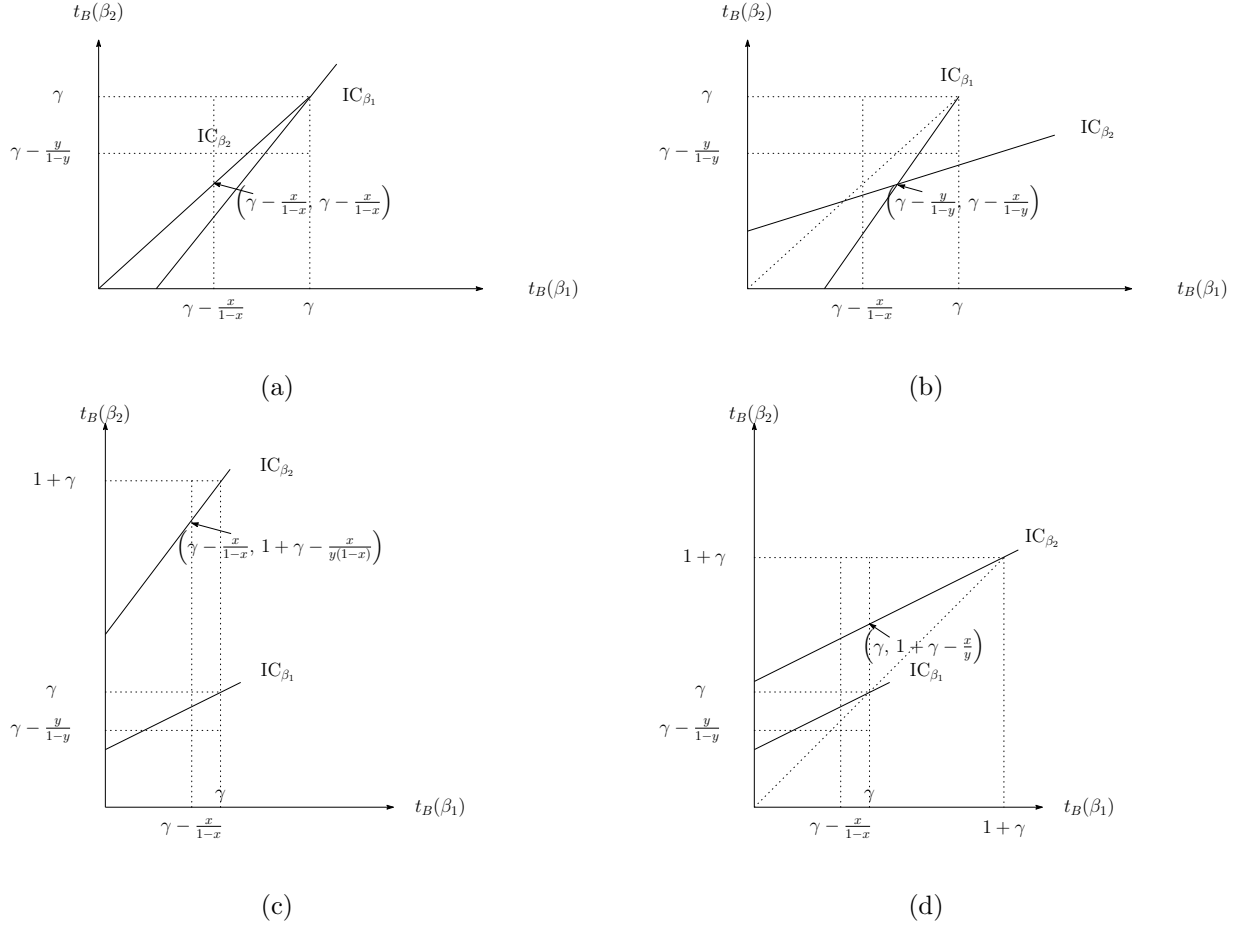 t_B(β_2)
γ
IC_{β_1}
IC_{β_2}
γ − y/(1−y)
(γ − x/(1−x), γ − x/(1−x))
t_B(β_1)
γ − x/(1−x)
γ
(a)
t_B(β_2)
IC_{β_1}
γ
IC_{β_2}
γ − y/(1−y)
(γ − y/(1−y), γ − x/(1−y))
t_B(β_1)
γ − x/(1−x)
γ
(b)
t_B(β_2)
IC_{β_2}
1 + γ
(γ − x/(1−x), 1 + γ − x/(y(1−x)))
IC_{β_1}
γ
γ − y/(1−y)
γ
t_B(β_1)
γ − x/(1−x)
(c)
t_B(β_2)
IC_{β_2}
1 + γ
(γ, 1 + γ − x/y)
IC_{β_1}
γ
γ − y/(1−y)
γ
t_B(β_1)
γ − x/(1−x)
1 + γ
(d)